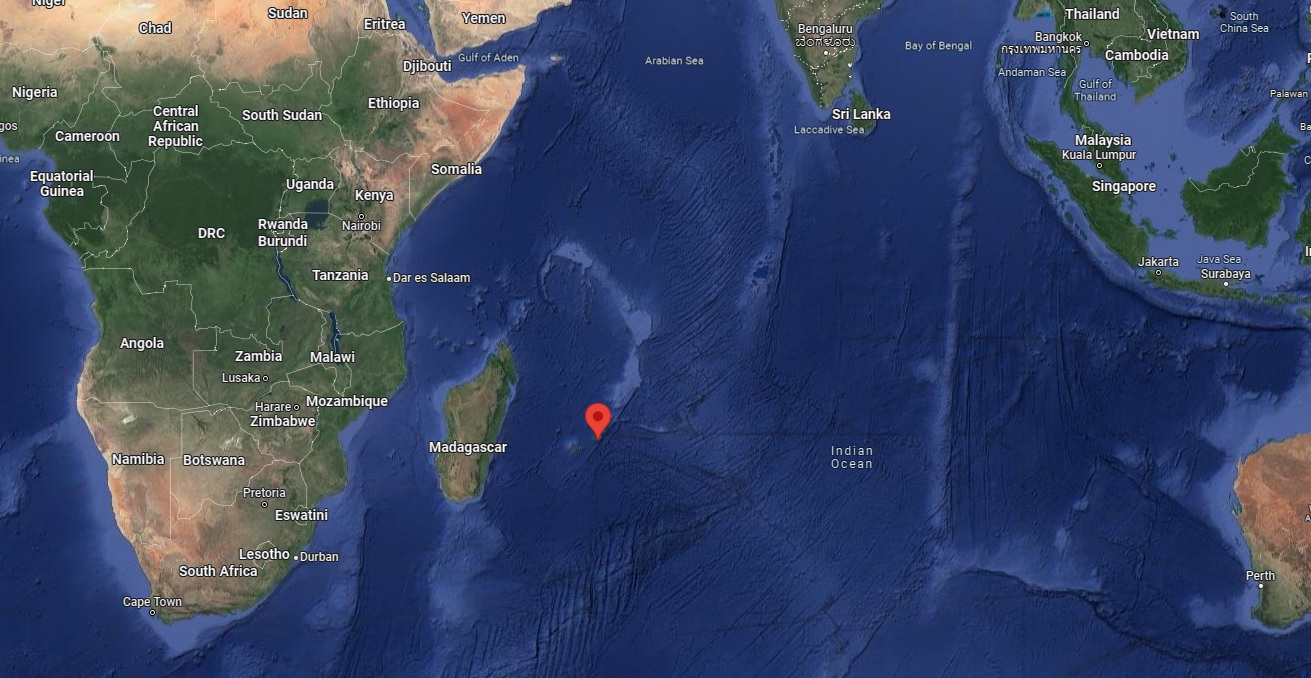 Sudan
Yemen
Thailand
South
China Sea
Chad
Eritrea
Bengaluru
ಬೆಂಗಳೂರು
Bangkok
กรุงเทพมหานคร
Vietnam
Djibouti
Gulf of Aden
Arabian Sea
Bay of Bengal
Cambodia
Andaman Sea
Gulf of
Thailand
Nigeria
Ethiopia
Palawan
Central
African
Republic
South Sudan
Sri Lanka
Laccadive Sea
Cameroon
Malaysia
Kuala Lumpur
Equatorial
Guinea
Somalia
Uganda
Kenya
Singapore
Nairobi
DRC
Rwanda
Burundi
Tanzania
Dar es Salaam
Jakarta
Java Sea
Surabaya
Angola
Zambia
Malawi
Lusaka
Harare
Mozambique
Zimbabwe
Madagascar
Indian
Ocean
Namibia
Botswana
Pretoria
Eswatini
Lesotho
Durban
South Africa
Cape Town
Perth